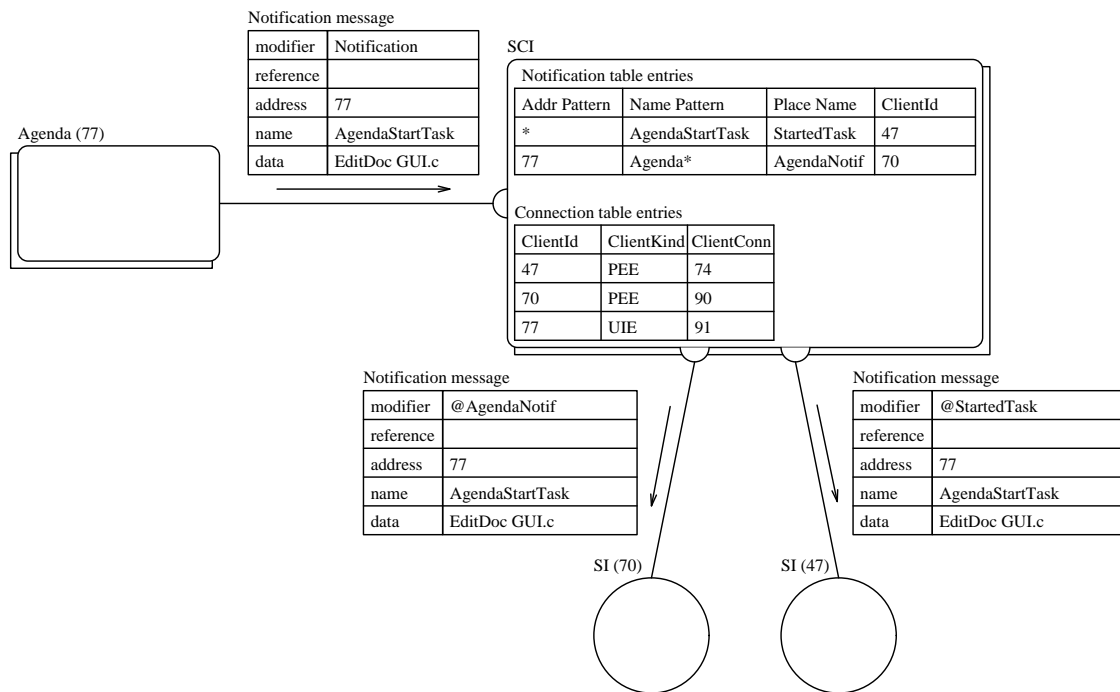 Notification message
modifier Notification
reference
address 77
name AgendaStartTask
data EditDoc GUI.c
Agenda (77)
SCI
Notification table entries
Addr Pattern Name Pattern Place Name ClientId
* AgendaStartTask StartedTask 47
77 Agenda* AgendaNotif 70
Connection table entries
ClientId ClientKind ClientConn
47 PEE 74
70 PEE 90
77 UIE 91
Notification message
modifier @AgendaNotif
reference
address 77
name AgendaStartTask
data EditDoc GUI.c
Notification message
modifier @StartedTask
reference
address 77
name AgendaStartTask
data EditDoc GUI.c
SI (70)
SI (47)